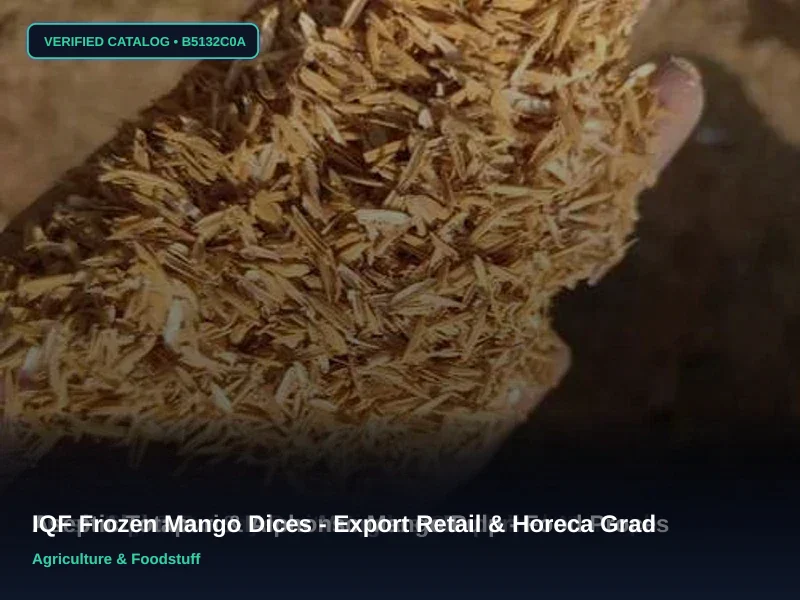 VERIFIED CATALOG • B5132C0A
IQF Frozen Mango Dices - Export Retail & Horeca Grad
Agriculture & Foodstuff